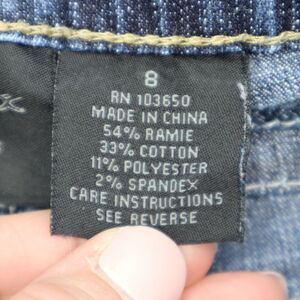 8
RN 103650
MADE IN CHINA
54% RAMIE
33% COTTON
11% POLYESTER
2% SPANDEX
CARE INSTRUCTIONS
SEE REVERSE